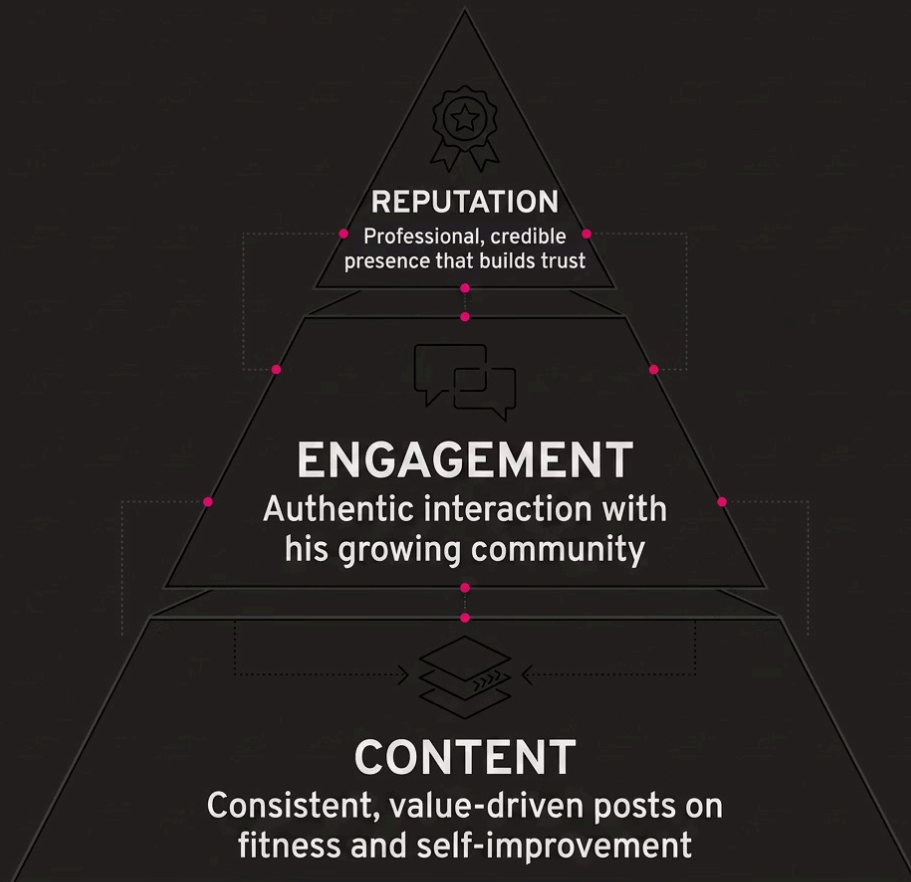 REPUTATION
Professional, credible
presence that builds trust
ENGAGEMENT
Authentic interaction with
his growing community
CONTENT
Consistent, value-driven posts on
fitness and self-improvement